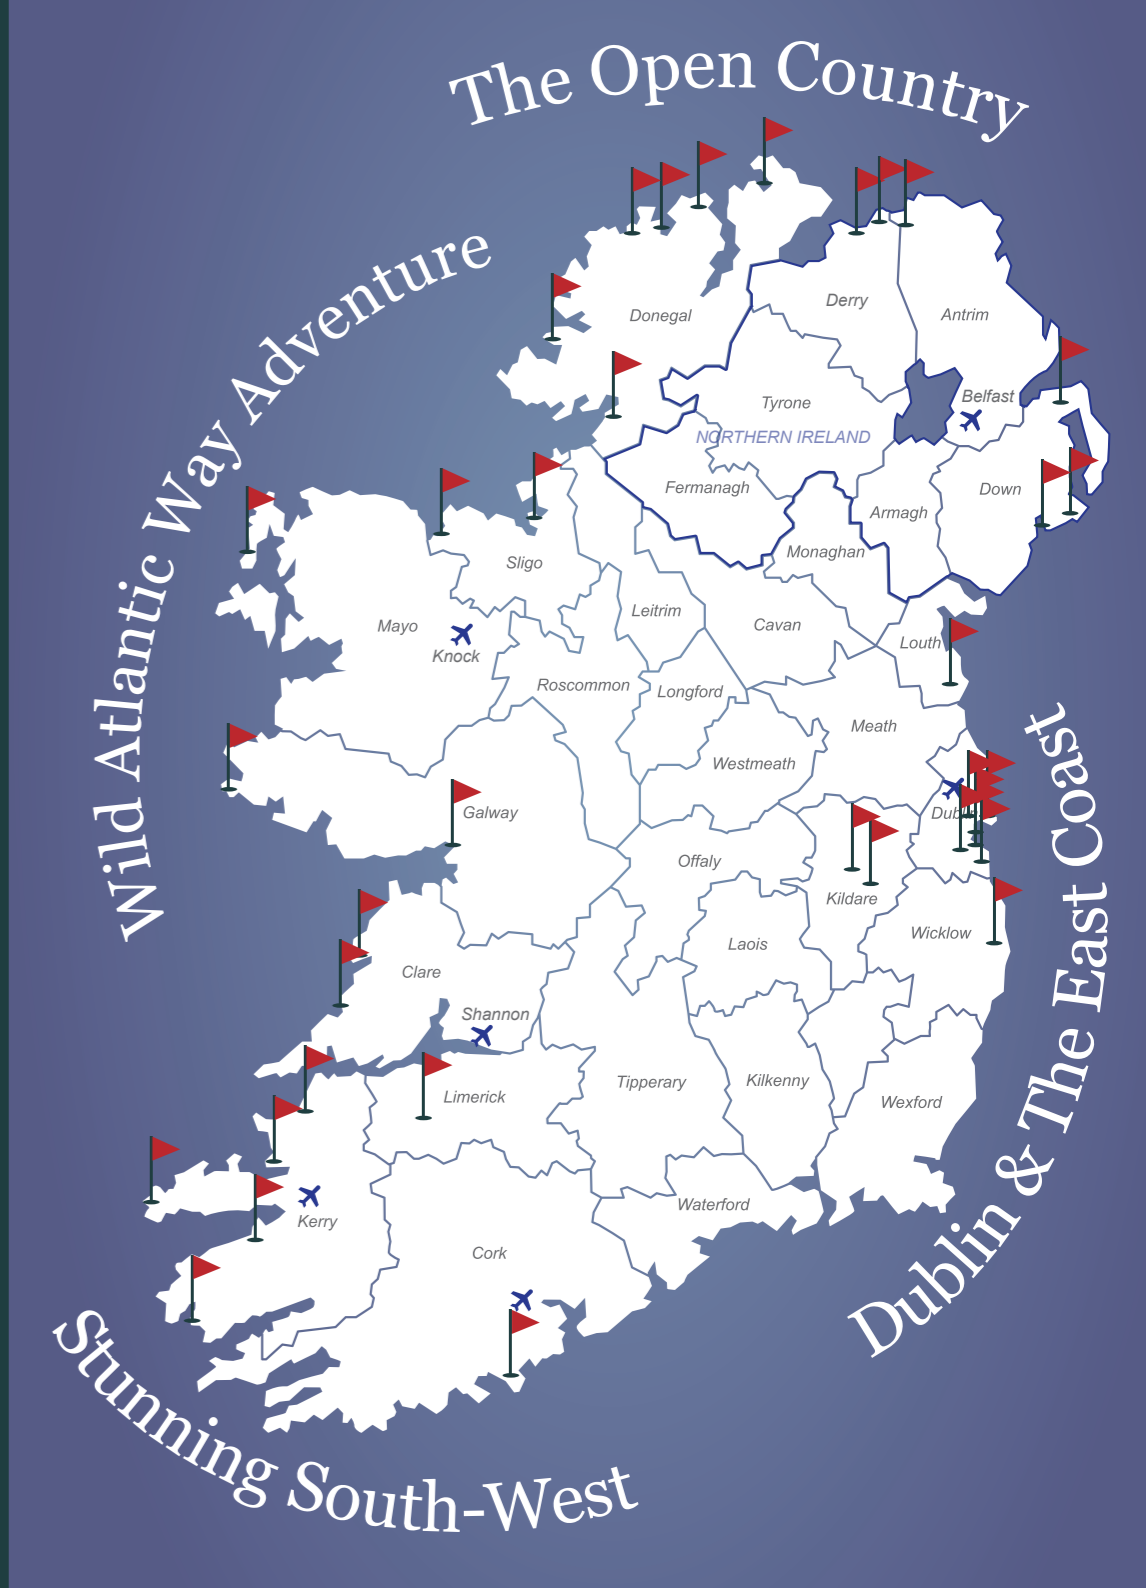 The Open Country
Wild Atlantic Way Adventure
Donegal
Derry
Antrim
Tyrone
Belfast
NORTHERN IRELAND
Fermanagh
Down
Armagh
Monaghan
Sligo
Leitrim
Cavan
Mayo
Knock
Louth
Roscommon
Longford
Meath
Westmeath
Galway
Dublin
Offaly
Kildare
Laois
Wicklow
Clare
Shannon
Limerick
Tipperary
Kilkenny
Wexford
Waterford
Kerry
Cork
Dublin & The East Coast
Stunning South-West